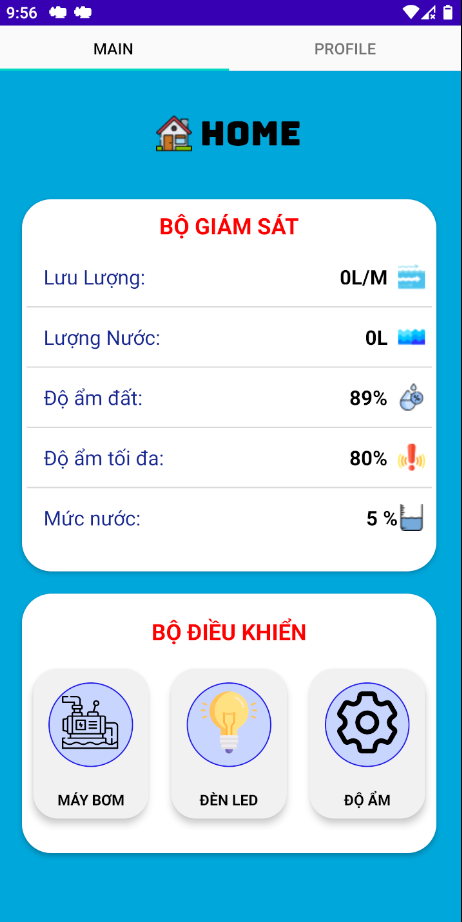 9:56
MAIN PROFILE
HOME
BỘ GIÁM SÁT
Lưu Lượng: 0L/M
Lượng Nước: 0L
Độ ẩm đất: 89%
Độ ẩm tối đa: 80%
Mức nước: 5 %
BỘ ĐIỀU KHIỂN
MÁY BƠM ĐÈN LED ĐỘ ẨM